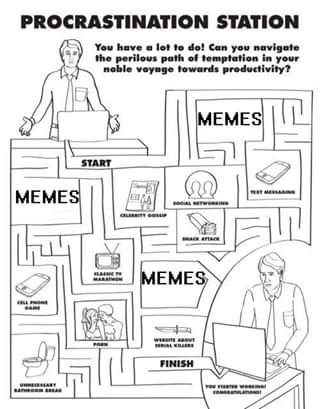 PROCRASTINATION STATION
You have a lot to do! Can you navigate
the perilous path of temptation in your
noble voyage towards productivity?
MEMES
START
TEXT MESSAGING
MEMES
SOCIAL NETWORKING
CELEBRITY GOSSIP
SNACK ATTACK
CLASSIC TV
MARATHON
MEMES
CELL PHONE
GAME
PORN
WEBSITE ABOUT
SERIAL KILLERS
FINISH
UNNECESSARY
BATHROOM BREAK
YOU STARTED WORKING!
CONGRATULATIONS!